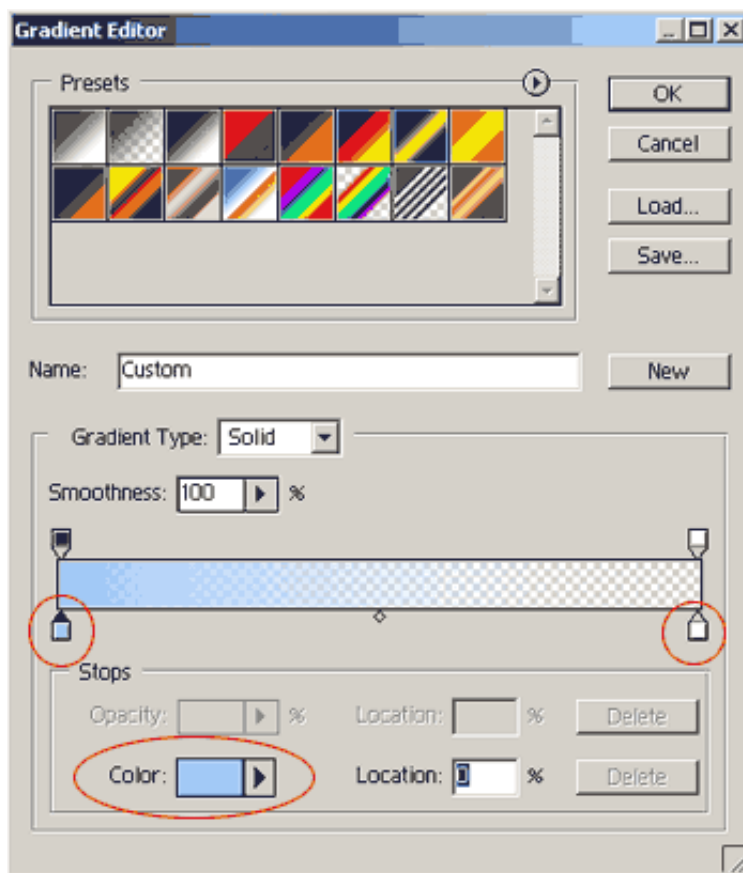 Gradient Editor
Presets
OK
Cancel
Load...
Save...
Name: Custom
New
Gradient Type: Solid
Smoothness: 100 %
Stops
Opacity: % Location: % Delete
Color: Location: 0 % Delete